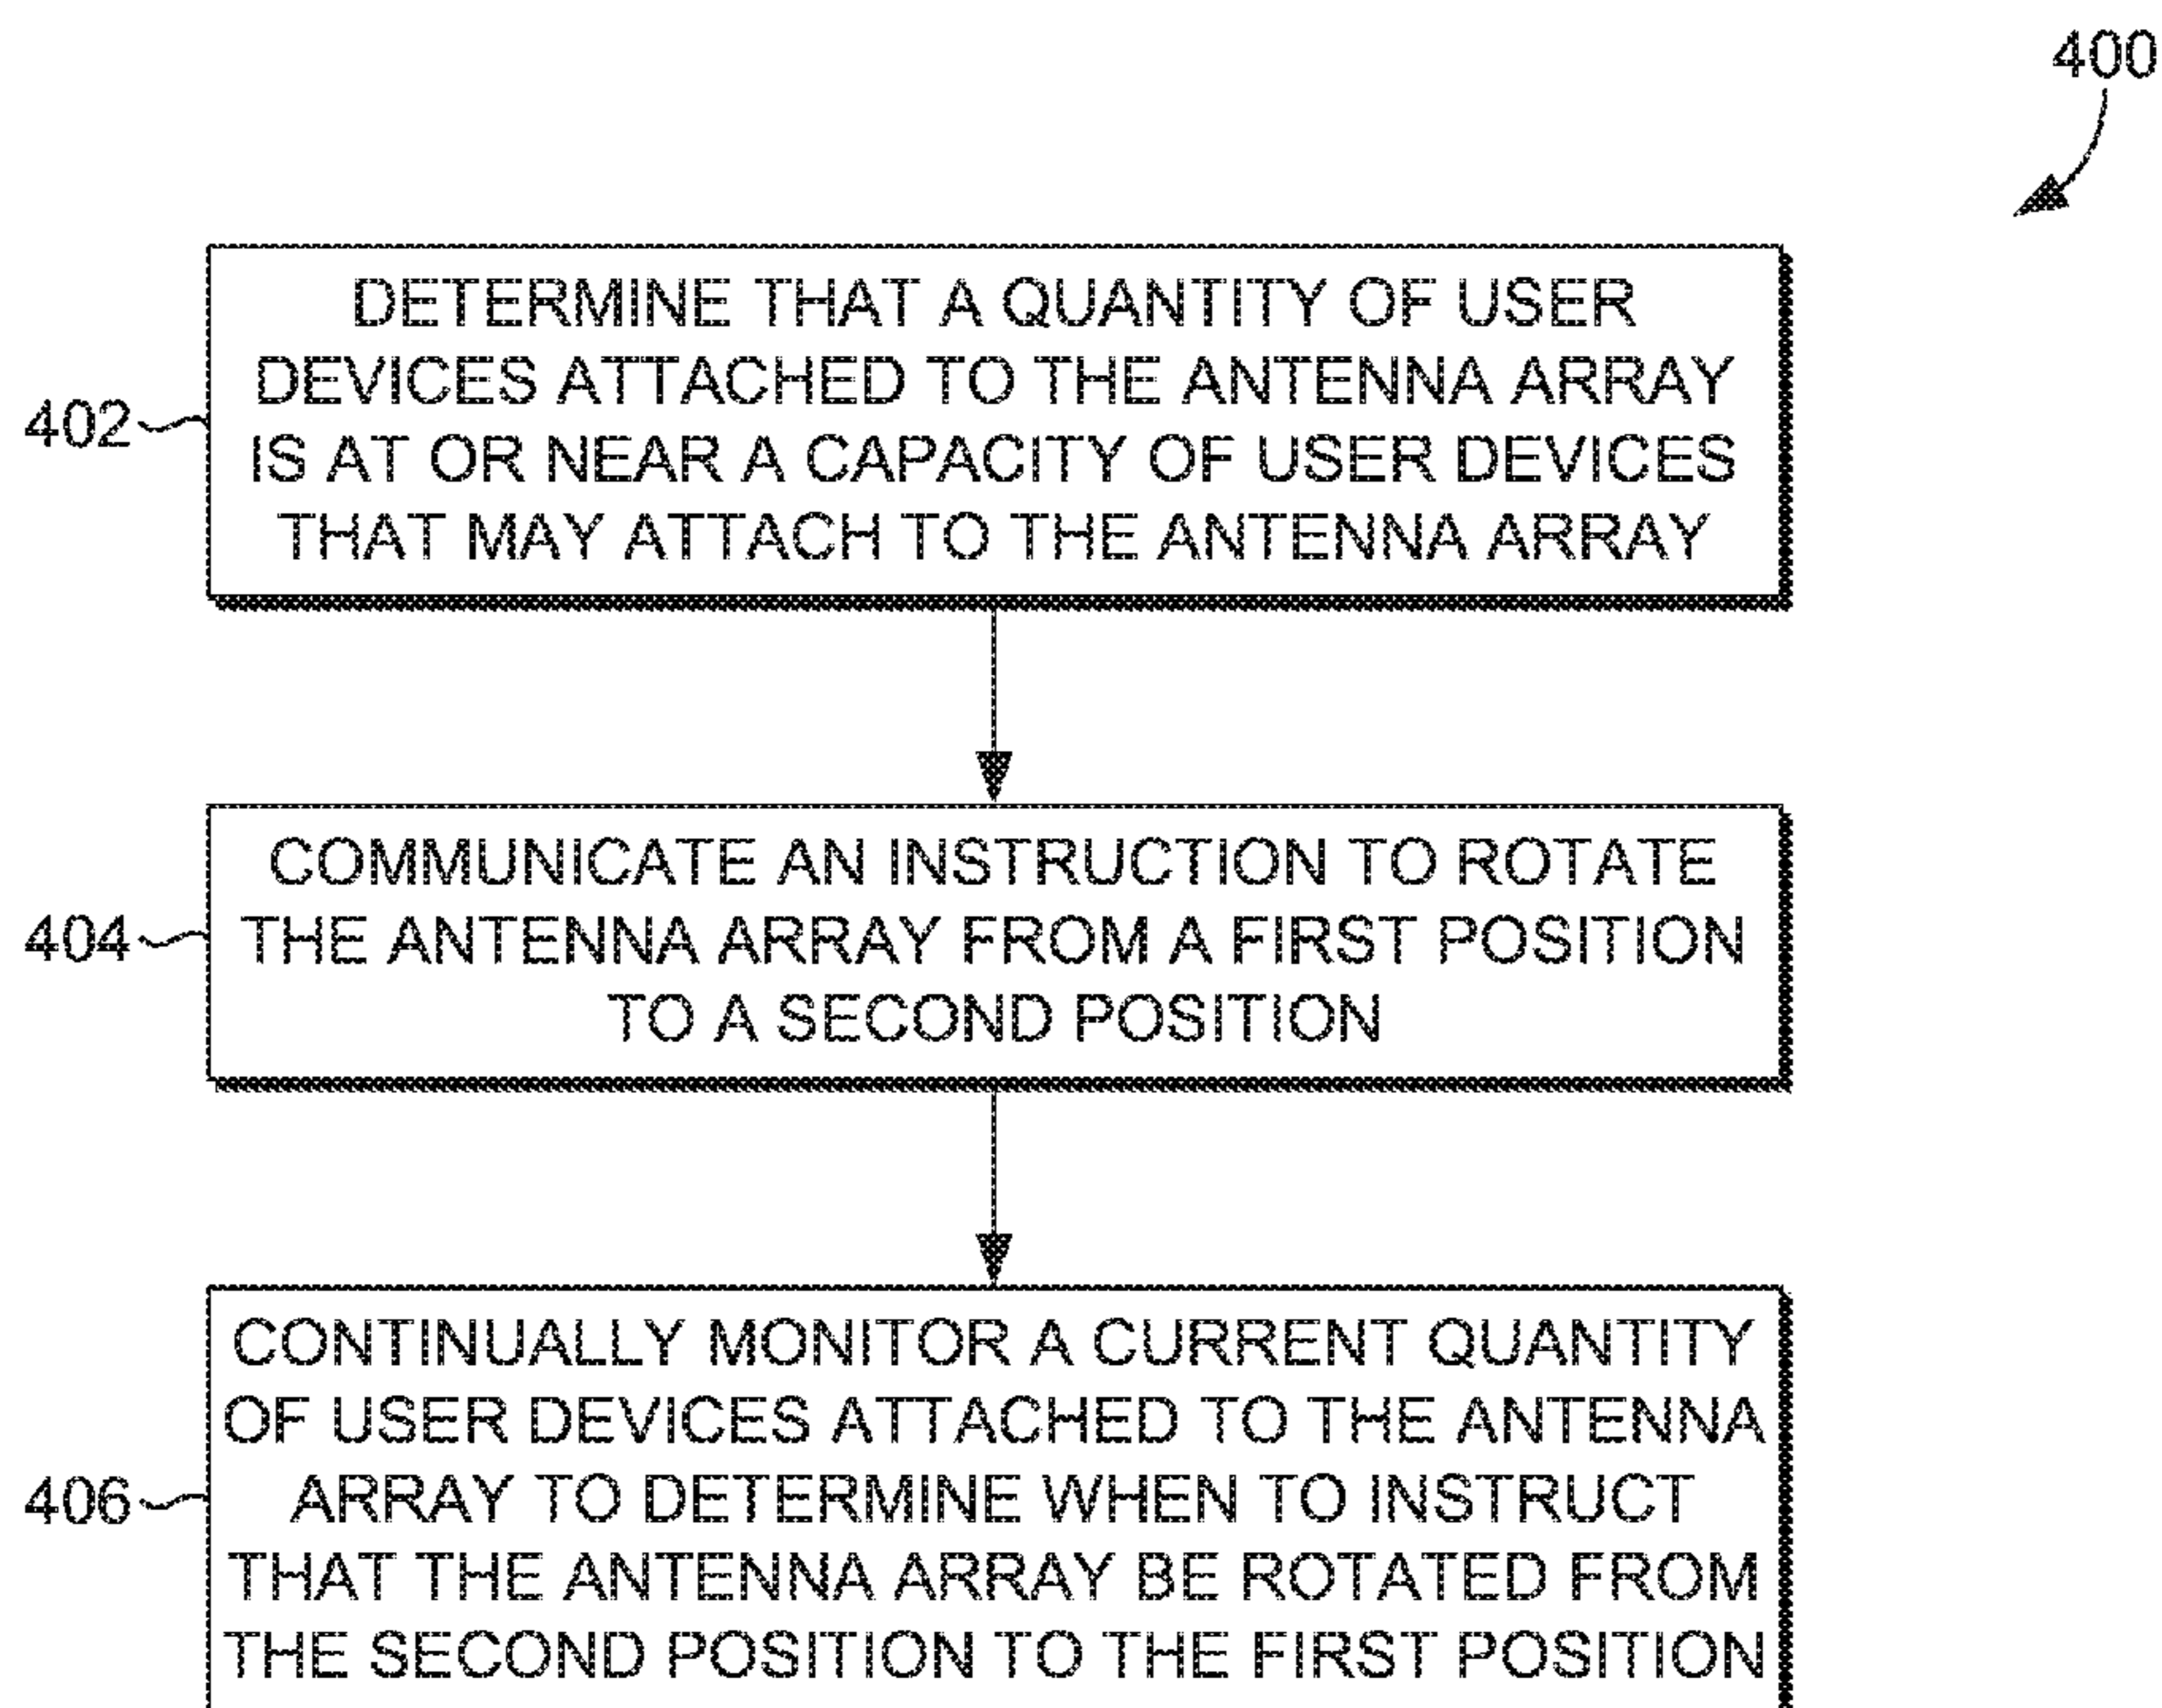 400
DETERMINE THAT A QUANTITY OF USER
DEVICES ATTACHED TO THE ANTENNA ARRAY
IS AT OR NEAR A CAPACITY OF USER DEVICES
THAT MAY ATTACH TO THE ANTENNA ARRAY
402
COMMUNICATE AN INSTRUCTION TO ROTATE
THE ANTENNA ARRAY FROM A FIRST POSITION
TO A SECOND POSITION
404
CONTINUALLY MONITOR A CURRENT QUANTITY
OF USER DEVICES ATTACHED TO THE ANTENNA
ARRAY TO DETERMINE WHEN TO INSTRUCT
THAT THE ANTENNA ARRAY BE ROTATED FROM
THE SECOND POSITION TO THE FIRST POSITION
406